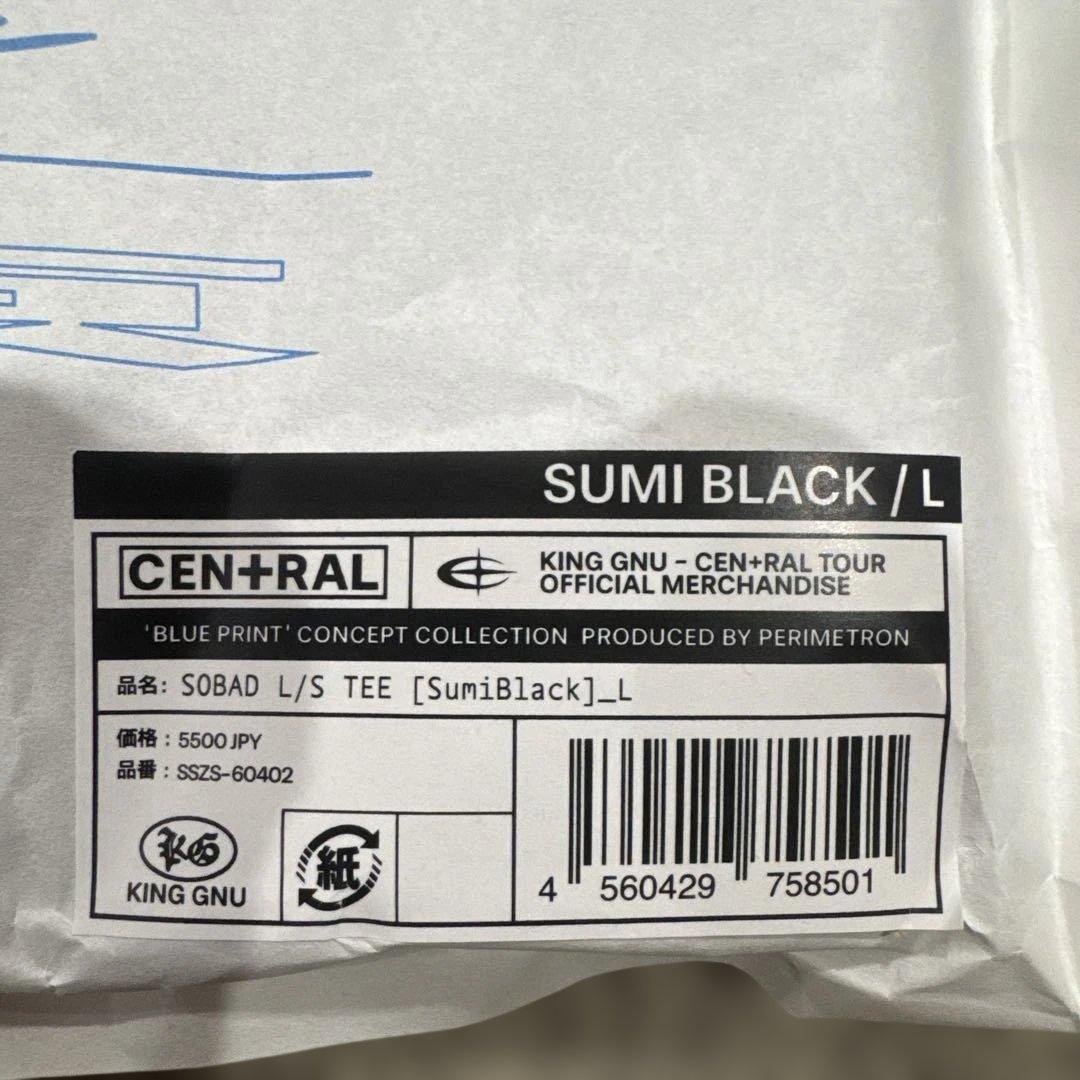 SUMI BLACK / L
CEN+RAL
KING GNU - CEN+RAL TOUR
OFFICIAL MERCHANDISE
'BLUE PRINT' CONCEPT COLLECTION PRODUCED BY PERIMETRON
品名: SOBAD L/S TEE [SumiBlack]_L
価格 : 5500 JPY
品番 : SSZS-60402
KG
KING GNU
紙
4 560429 758501